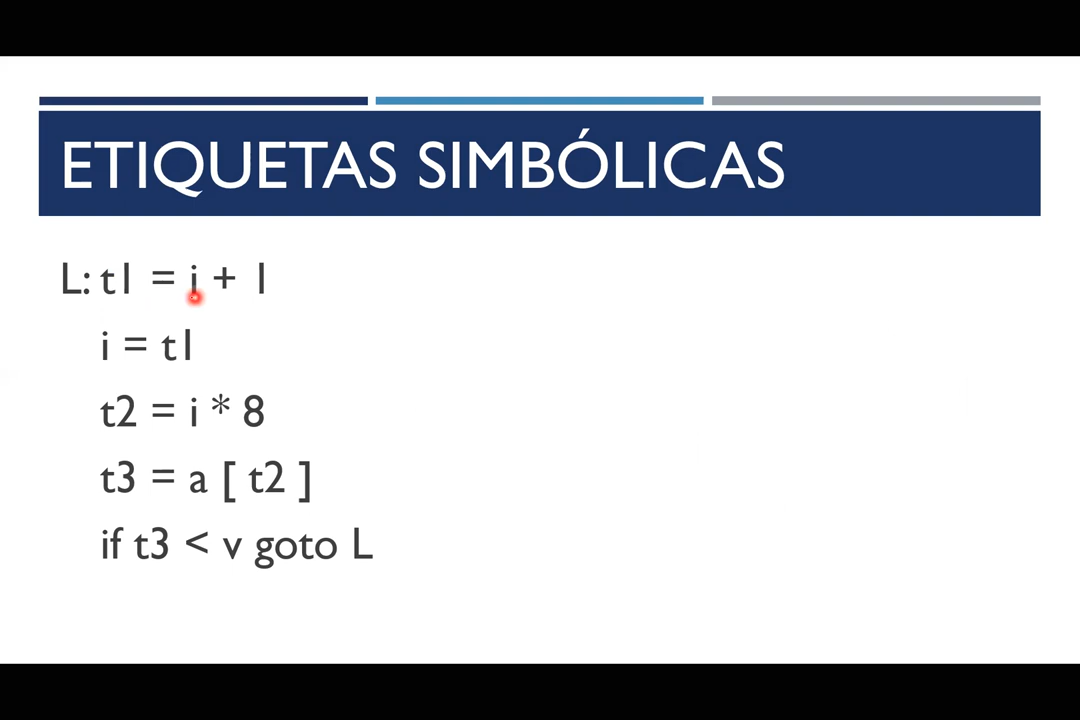 ETIQUETAS SIMBÓLICAS
L: t1 = i + 1
i = t1
t2 = i * 8
t3 = a [ t2 ]
if t3 < v goto L